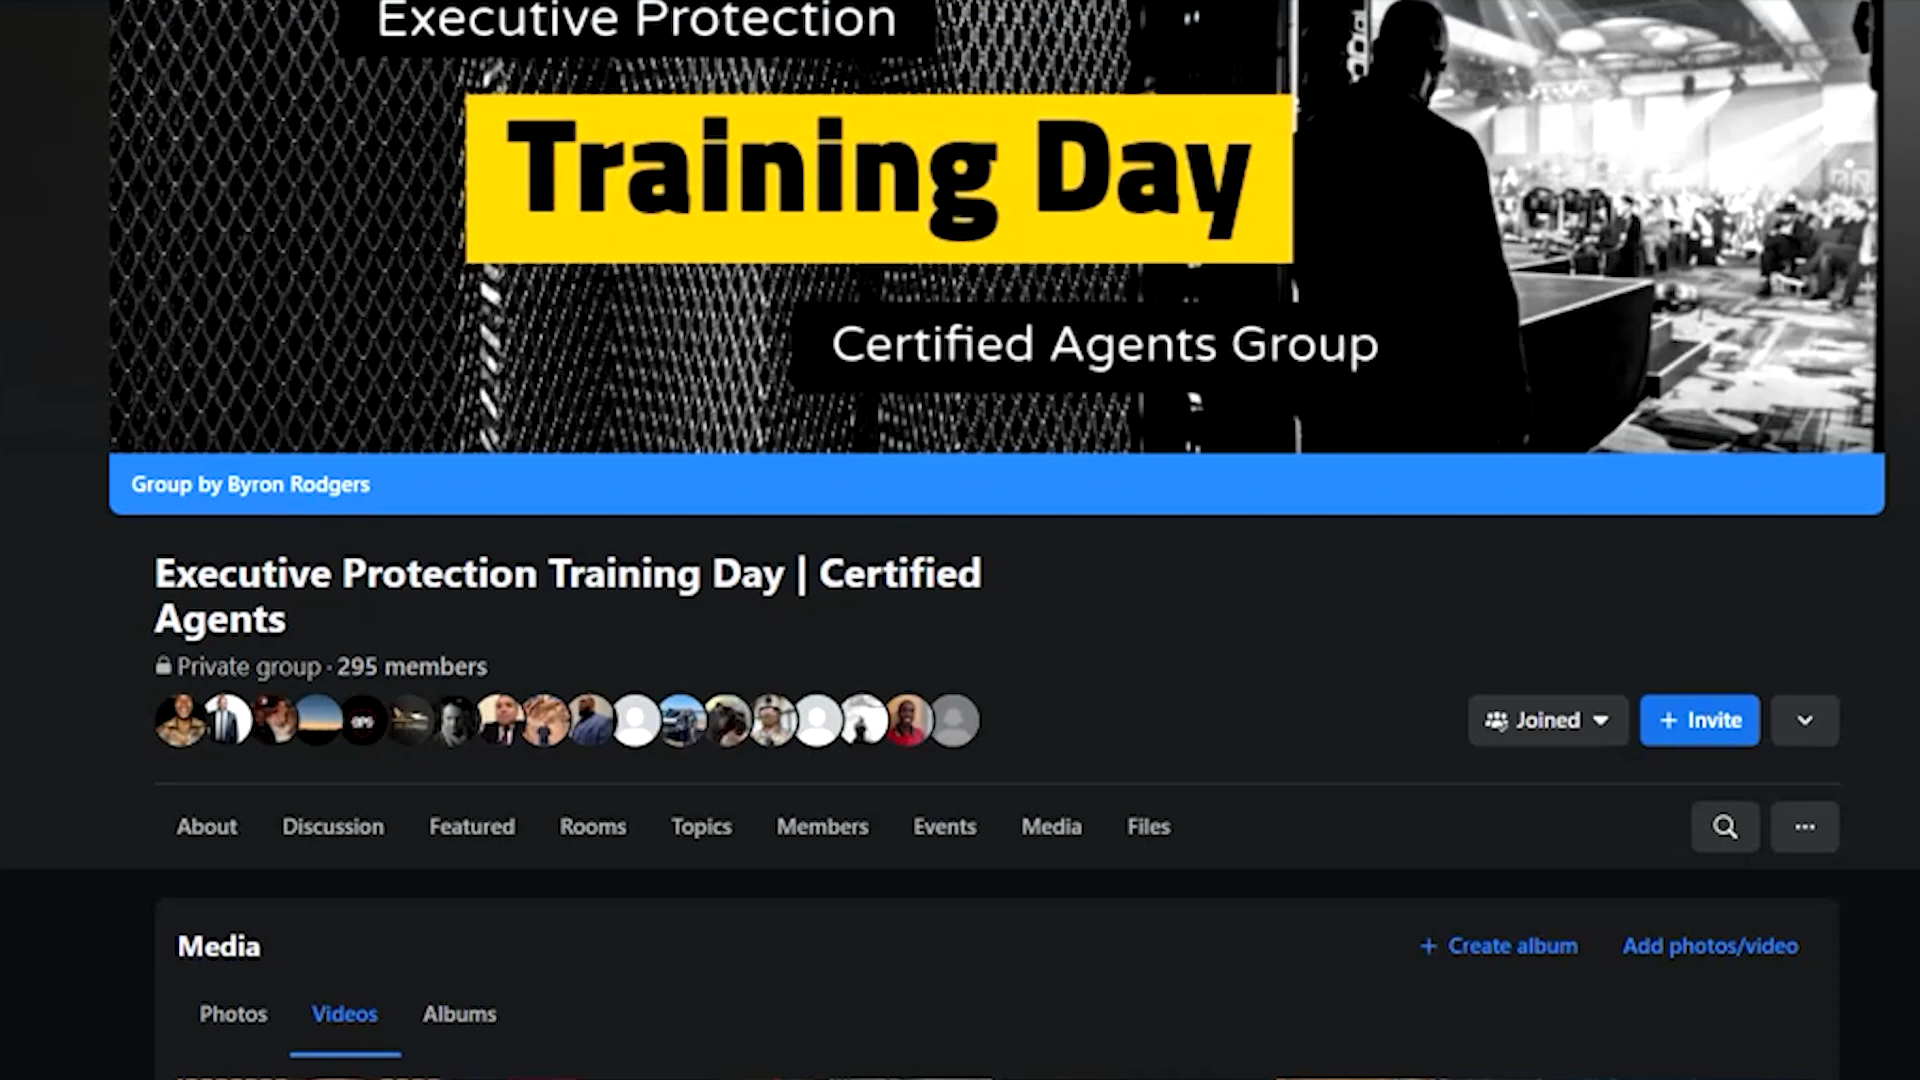 Executive Protection
Training Day
Certified Agents Group
Group by Byron Rodgers
Executive Protection Training Day | Certified
Agents
Private group · 295 members
Joined
+ Invite
About Discussion Featured Rooms Topics Members Events Media Files
Media
+ Create album Add photos/video
Photos Videos Albums